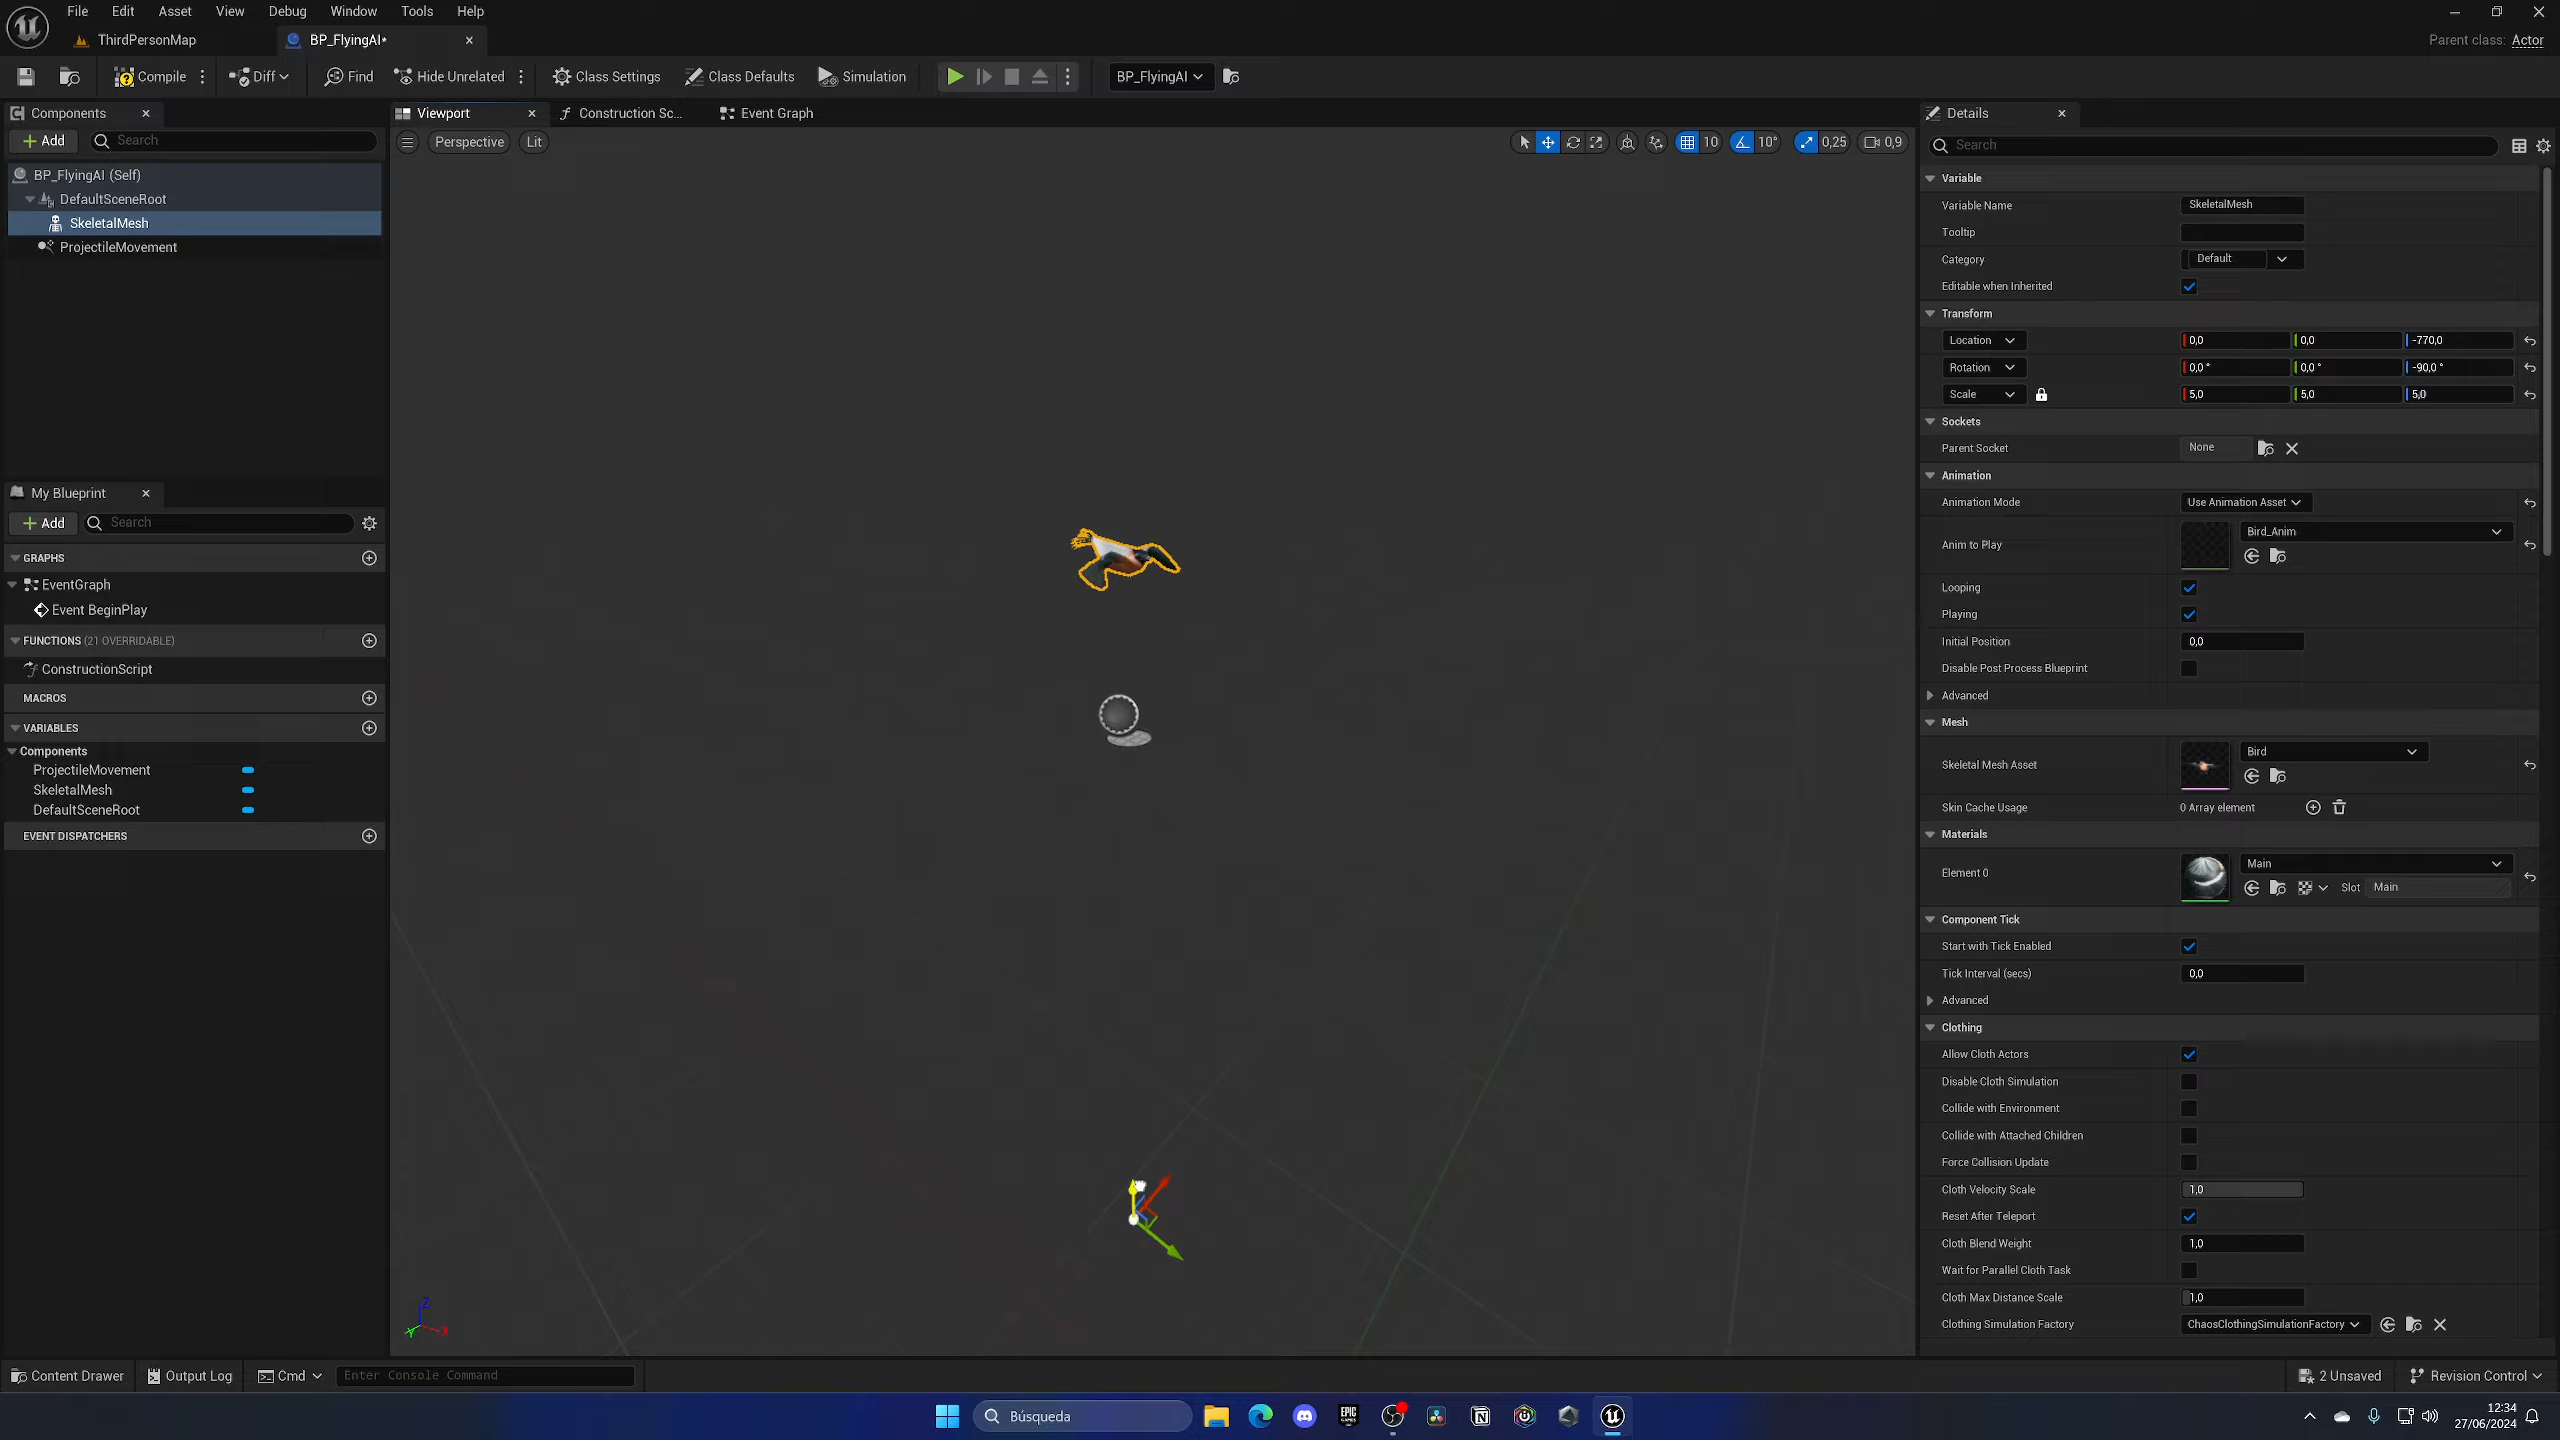 File Edit Asset View Debug Window Tools Help
ThirdPersonMap
BP_FlyingAI*
Parent class: Actor
Compile
Diff
Find
Hide Unrelated
Class Settings
Class Defaults
Simulation
BP_FlyingAI
Components
Add
Search
BP_FlyingAI (Self)
DefaultSceneRoot
SkeletalMesh
ProjectileMovement
My Blueprint
Add
Search
GRAPHS
EventGraph
Event BeginPlay
FUNCTIONS (21 OVERRIDABLE)
ConstructionScript
MACROS
VARIABLES
Components
ProjectileMovement
SkeletalMesh
DefaultSceneRoot
EVENT DISPATCHERS
Viewport
Construction Sc...
Event Graph
Perspective
Lit
10
10°
0,25
0,9
Z
Y
X
Details
Search
Variable
Variable Name SkeletalMesh
Tooltip
Category Default
Editable when Inherited
Transform
Location 0,0 0,0 -770,0
Rotation 0,0 ° 0,0 ° -90,0 °
Scale 5,0 5,0 5,0
Sockets
Parent Socket None
Animation
Animation Mode Use Animation Asset
Anim to Play Bird_Anim
Looping
Playing
Initial Position 0,0
Disable Post Process Blueprint
Advanced
Mesh
Skeletal Mesh Asset Bird
Skin Cache Usage 0 Array element
Materials
Element 0 Main
Slot Main
Component Tick
Start with Tick Enabled
Tick Interval (secs) 0,0
Advanced
Clothing
Allow Cloth Actors
Disable Cloth Simulation
Collide with Environment
Collide with Attached Children
Force Collision Update
Cloth Velocity Scale 1,0
Reset After Teleport
Cloth Blend Weight 1,0
Wait for Parallel Cloth Task
Cloth Max Distance Scale 1,0
Clothing Simulation Factory ChaosClothingSimulationFactory
Content Drawer
Output Log
Cmd
Enter Console Command
2 Unsaved
Revision Control
Búsqueda
EPIC GAMES
12:34
27/06/2024